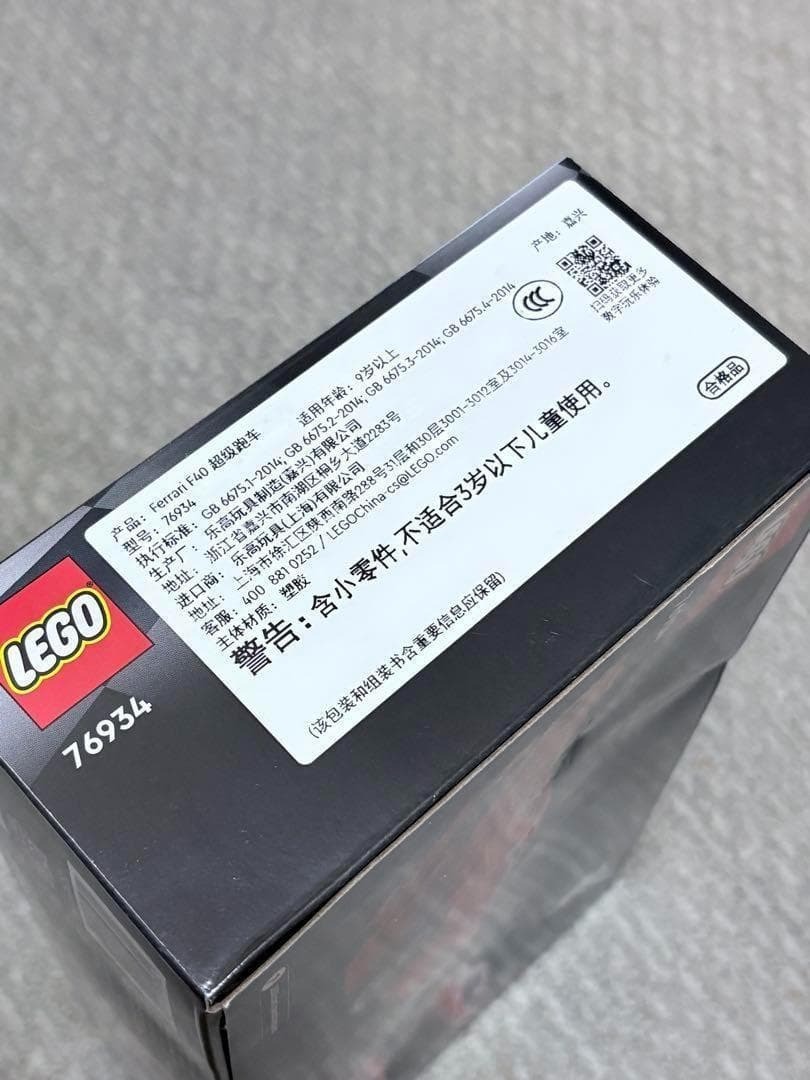 产地：嘉兴
扫码获取更多
数字玩乐体验
产品：Ferrari F40 超级跑车 适用年龄：9岁以上
型号：76934
执行标准：GB 6675.1-2014; GB 6675.2-2014; GB 6675.3-2014; GB 6675.4-2014
CCC
生产厂：乐高玩具制造(嘉兴)有限公司
地址：浙江省嘉兴市南湖区桐乡大道2283号
进口商：乐高玩具(上海)有限公司
地址：上海市徐汇区陕西南路288号31层和30层3001-3012室及3014-3016室
客服：400 881 0252 / LEGOChina-cs@LEGO.com
主体材质：塑胶
合格品
警告：含小零件,不适合3岁以下儿童使用。
(该包装和组装书含重要信息应保留)
LEGO®
76934